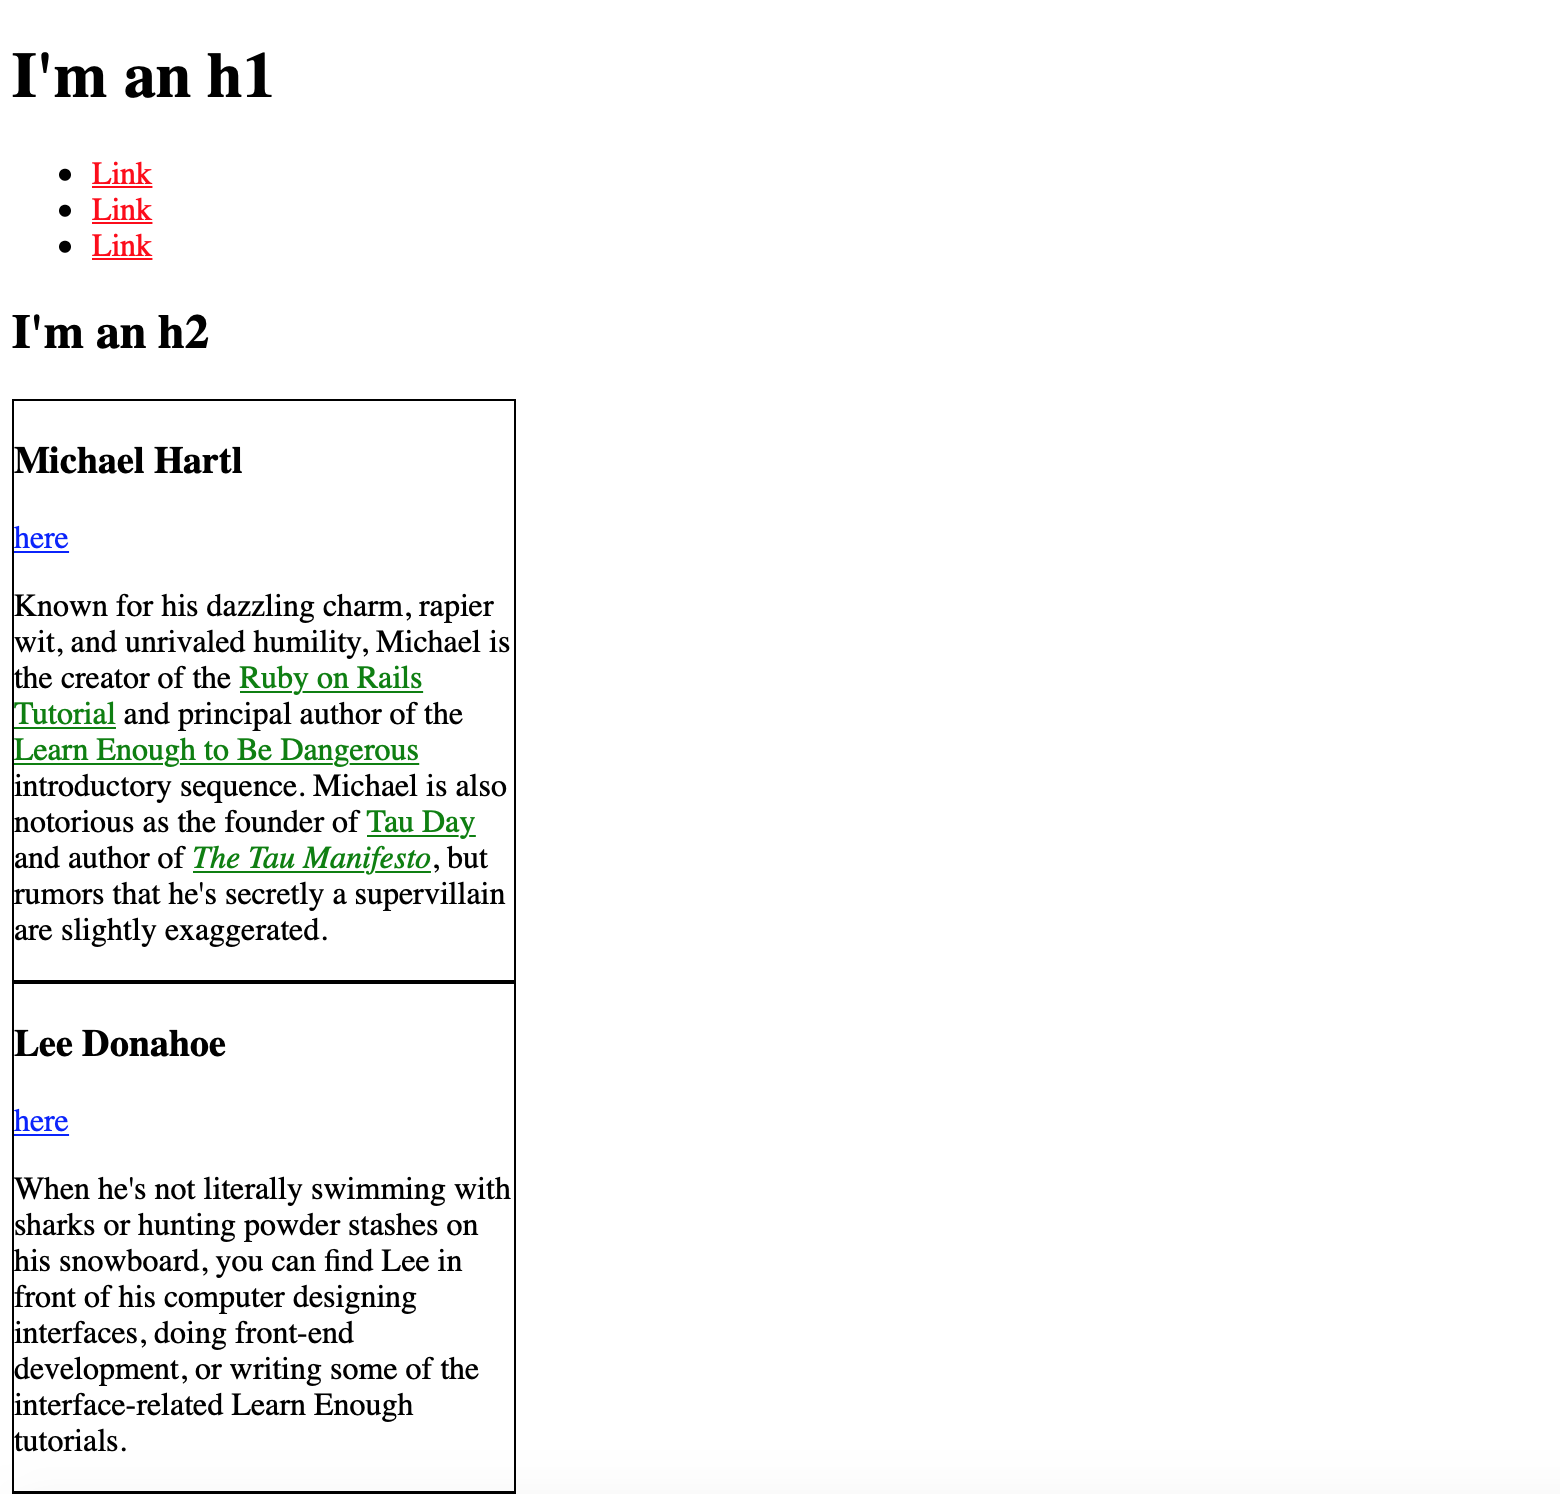 I'm an h1
Link
Link
Link
I'm an h2
Michael Hartl
here
Known for his dazzling charm, rapier
wit, and unrivaled humility, Michael is
the creator of the Ruby on Rails
Tutorial and principal author of the
Learn Enough to Be Dangerous
introductory sequence. Michael is also
notorious as the founder of Tau Day
and author of The Tau Manifesto, but
rumors that he's secretly a supervillain
are slightly exaggerated.
Lee Donahoe
here
When he's not literally swimming with
sharks or hunting powder stashes on
his snowboard, you can find Lee in
front of his computer designing
interfaces, doing front-end
development, or writing some of the
interface-related Learn Enough
tutorials.